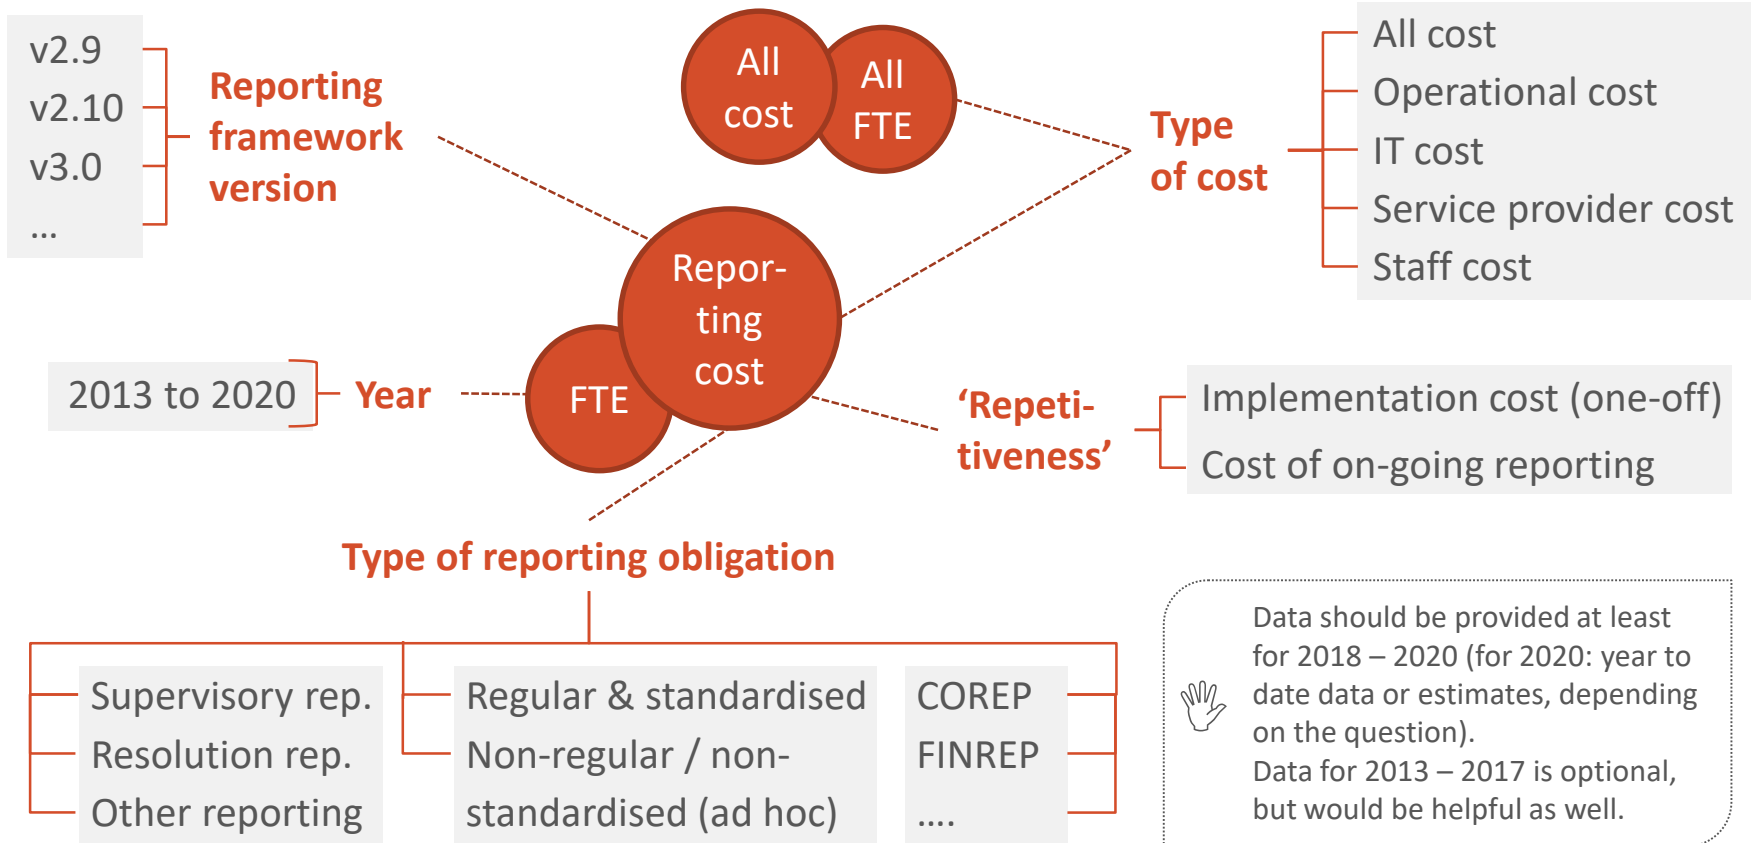 v2.9
v2.10
v3.0
...
Reporting
framework
version
All
cost
All
FTE
Type
of cost
All cost
Operational cost
IT cost
Service provider cost
Staff cost
Repor-
ting
cost
FTE
2013 to 2020
Year
‘Repeti-
tiveness’
Implementation cost (one-off)
Cost of on-going reporting
Type of reporting obligation
Supervisory rep.
Resolution rep.
Other reporting
Regular & standardised
Non-regular / non-
standardised (ad hoc)
COREP
FINREP
....
Data should be provided at least
for 2018 – 2020 (for 2020: year to
date data or estimates, depending
on the question).
Data for 2013 – 2017 is optional,
but would be helpful as well.